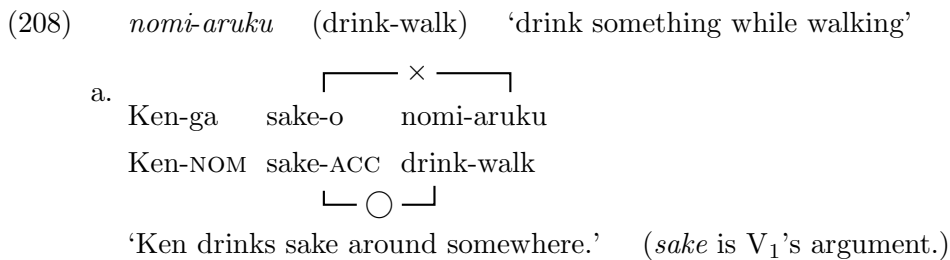 (208) nomi-aruku (drink-walk) ‘drink something while walking’
×
a.
Ken-ga sake-o nomi-aruku
Ken-NOM sake-ACC drink-walk
○
‘Ken drinks sake around somewhere.’ (sake is V₁’s argument.)